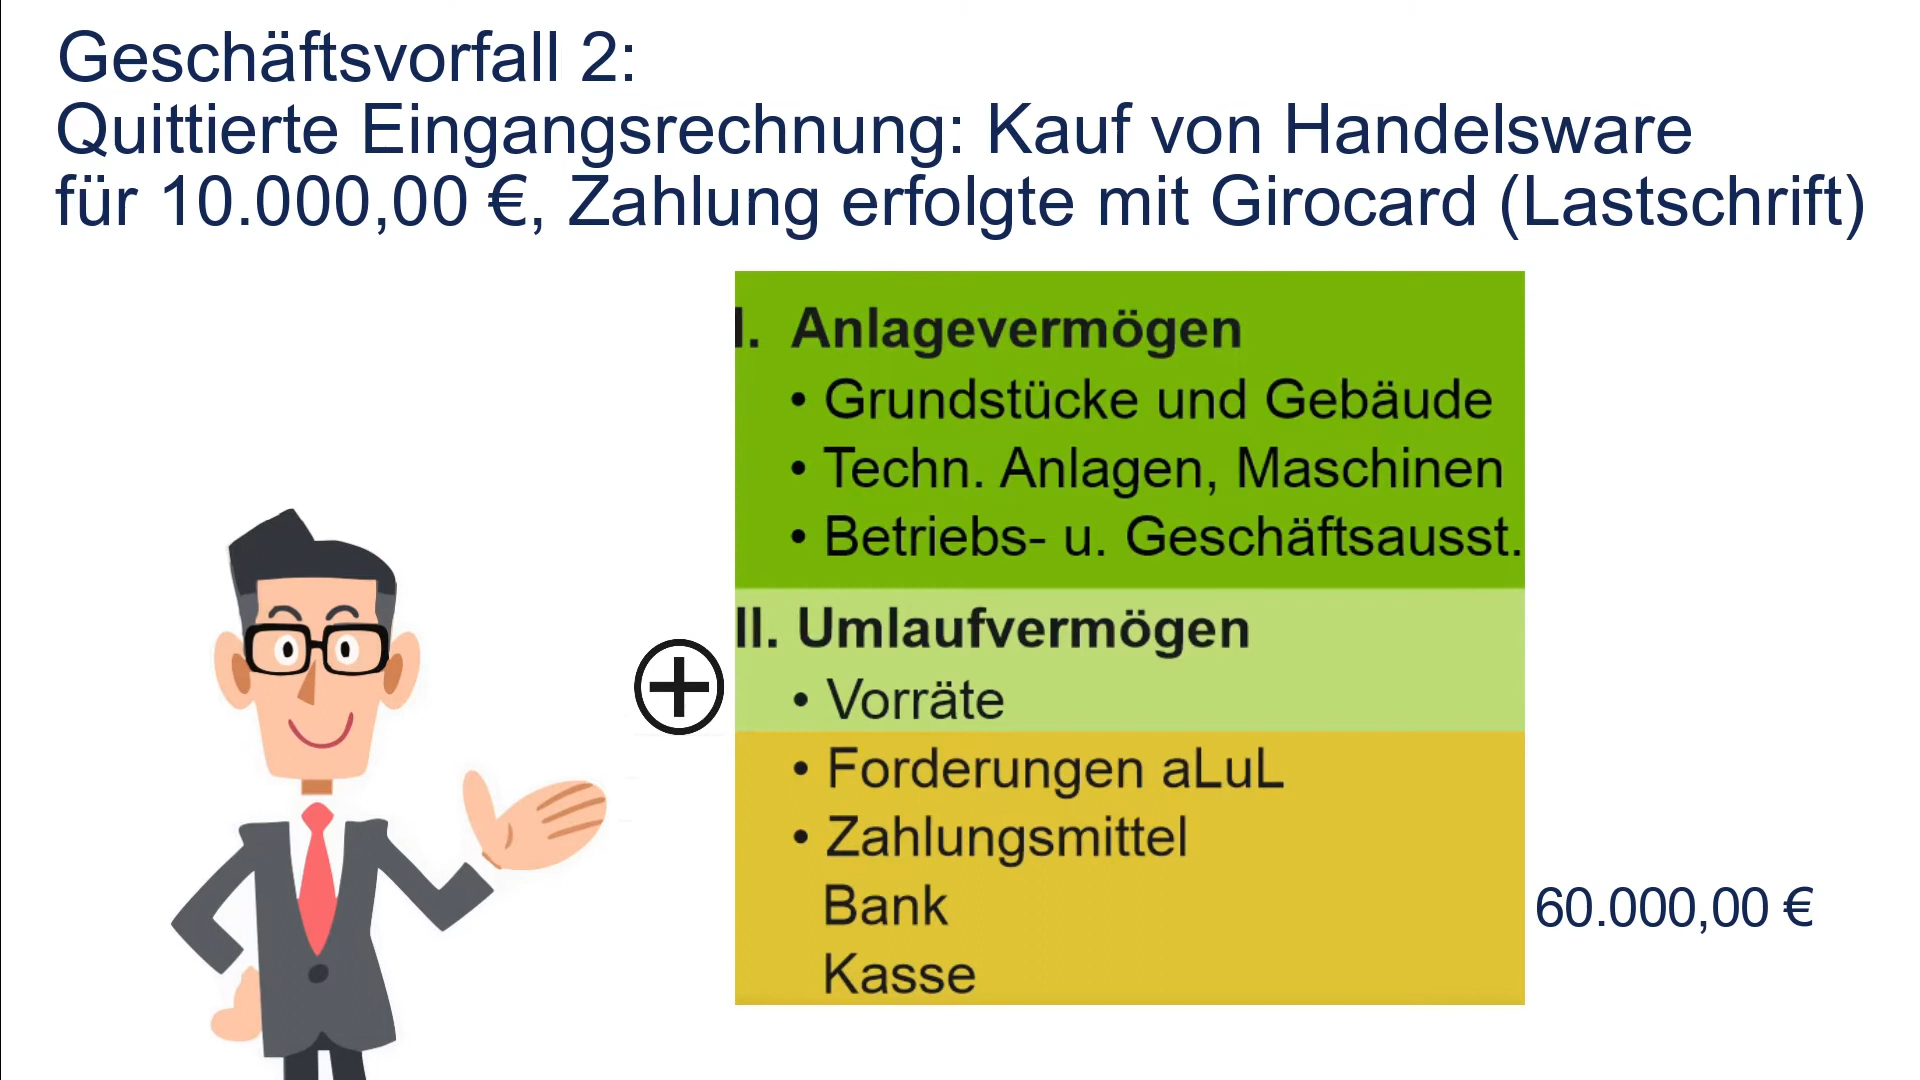 Geschäftsvorfall 2:
Quittierte Eingangsrechnung: Kauf von Handelsware
für 10.000,00 €, Zahlung erfolgte mit Girocard (Lastschrift)
I. Anlagevermögen
• Grundstücke und Gebäude
• Techn. Anlagen, Maschinen
• Betriebs- u. Geschäftsausst.
II. Umlaufvermögen
• Vorräte
• Forderungen aLuL
• Zahlungsmittel
Bank 60.000,00 €
Kasse